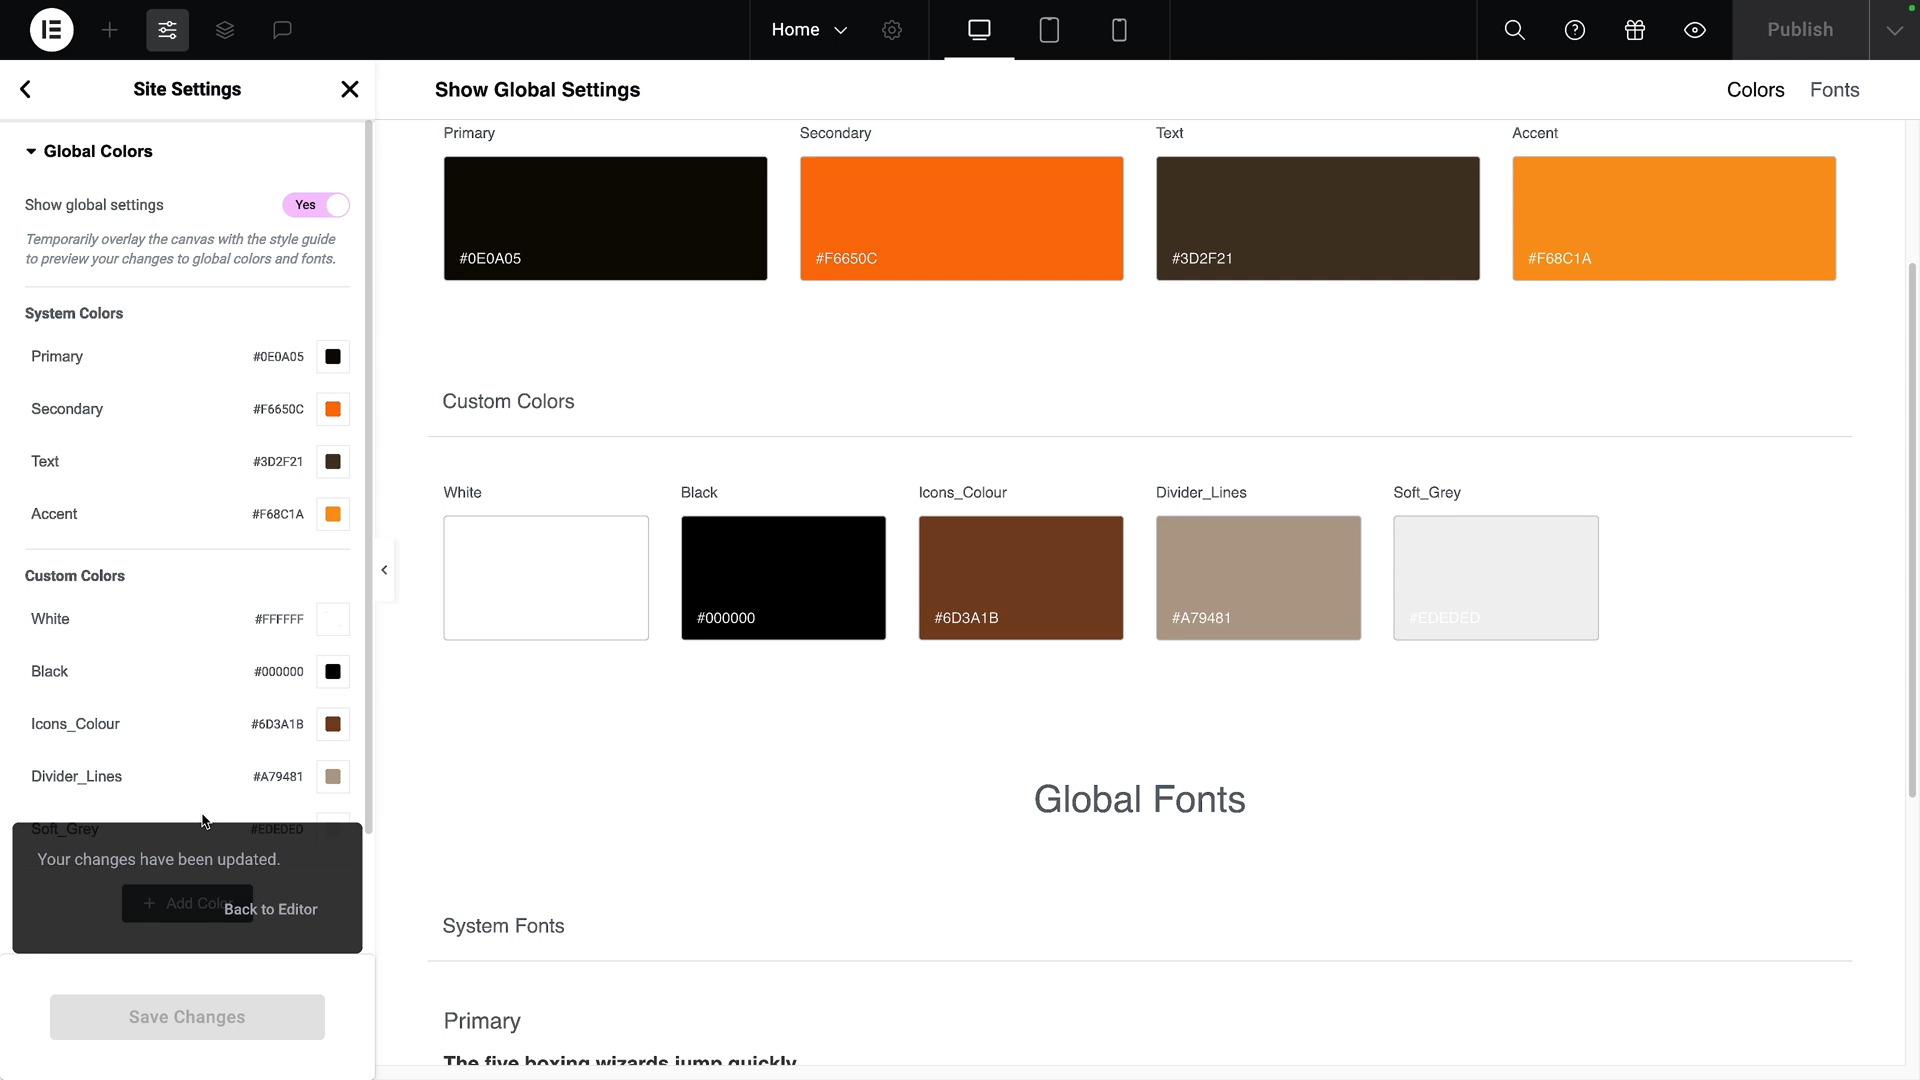 Home
Publish
Site Settings
Show Global Settings
Colors
Fonts
Global Colors
Show global settings
Yes
Temporarily overlay the canvas with the style guide
to preview your changes to global colors and fonts.
System Colors
Primary #0E0A05
Secondary #F6650C
Text #3D2F21
Accent #F68C1A
Custom Colors
White #FFFFFF
Black #000000
Icons_Colour #6D3A1B
Divider_Lines #A79481
Soft_Grey #EDEDED
Your changes have been updated.
+ Add Color
Back to Editor
Save Changes
Primary
Secondary
Text
Accent
#0E0A05
#F6650C
#3D2F21
#F68C1A
Custom Colors
White
Black
Icons_Colour
Divider_Lines
Soft_Grey
#000000
#6D3A1B
#A79481
#EDEDED
Global Fonts
System Fonts
Primary
The five boxing wizards jump quickly